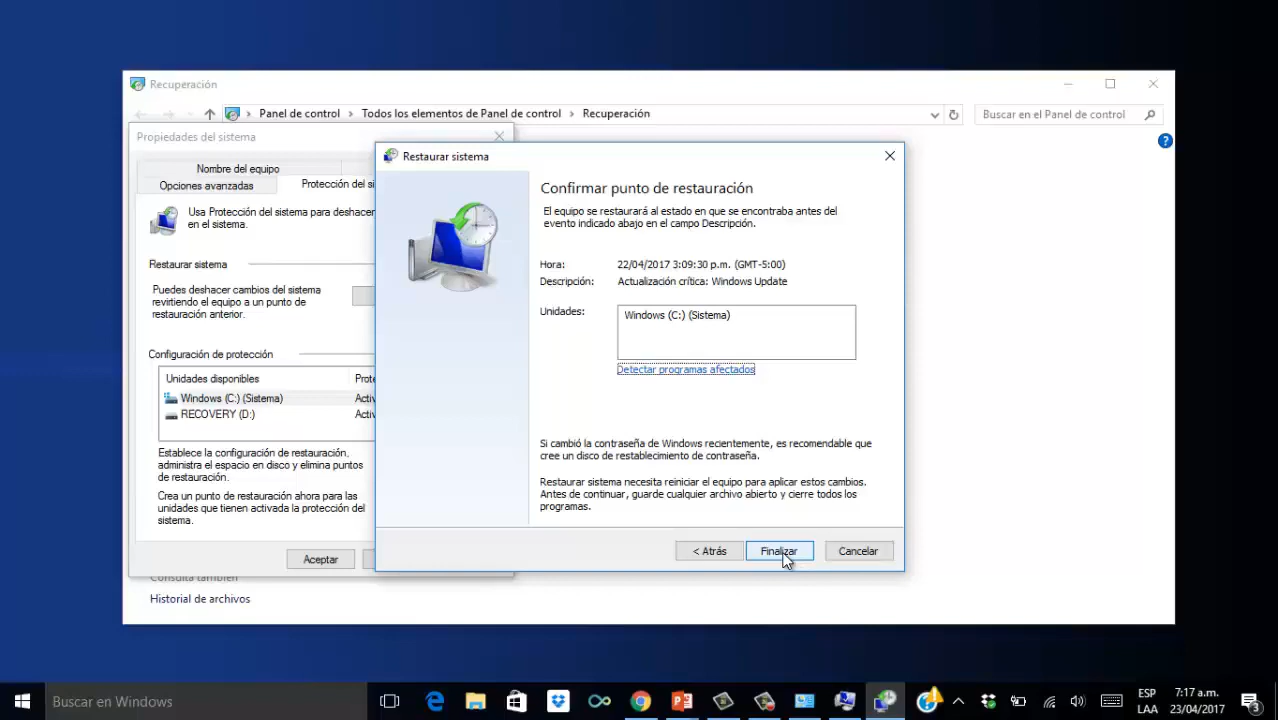 Recuperación
Panel de control > Todos los elementos de Panel de control > Recuperación
Buscar en el Panel de control
Propiedades del sistema
Nombre del equipo
Opciones avanzadas
Protección del si
Usa Protección del sistema para deshacer
en el sistema.
Restaurar sistema
Puedes deshacer cambios del sistema
revirtiendo el equipo a un punto de
restauración anterior.
Configuración de protección
Unidades disponibles Prote
Windows (C:) (Sistema) Activ
RECOVERY (D:) Activ
Establece la configuración de restauración,
administra el espacio en disco y elimina puntos
de restauración.
Crea un punto de restauración ahora para las
unidades que tienen activada la protección del
sistema.
Aceptar
Consulta también
Historial de archivos
Restaurar sistema
Confirmar punto de restauración
El equipo se restaurará al estado en que se encontraba antes del
evento indicado abajo en el campo Descripción.
Hora: 22/04/2017 3:09:30 p.m. (GMT-5:00)
Descripción: Actualización crítica: Windows Update
Unidades: Windows (C:) (Sistema)
Detectar programas afectados
Si cambió la contraseña de Windows recientemente, es recomendable que
cree un disco de restablecimiento de contraseña.
Restaurar sistema necesita reiniciar el equipo para aplicar estos cambios.
Antes de continuar, guarde cualquier archivo abierto y cierre todos los
programas.
< Atrás Finalizar Cancelar
Buscar en Windows
ESP
LAA
7:17 a.m.
23/04/2017
3